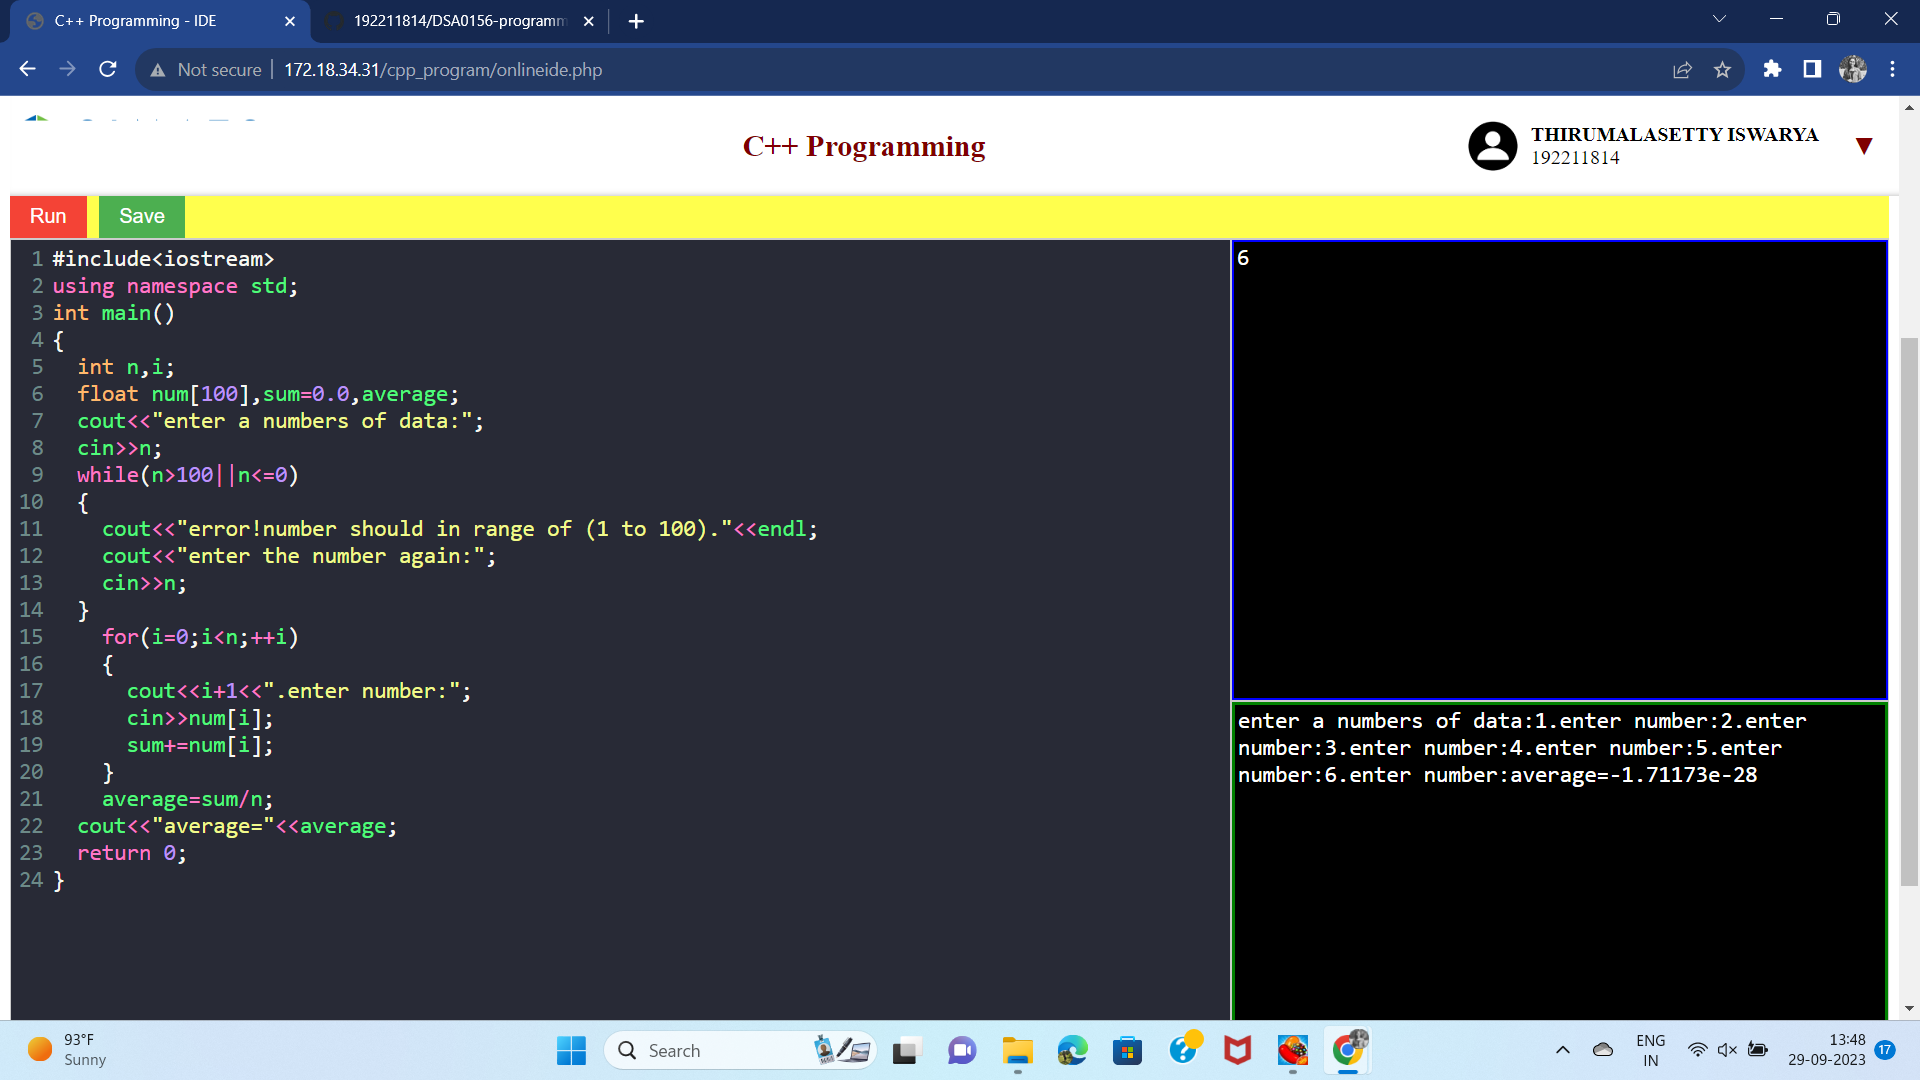 C++ Programming - IDE
192211814/DSA0156-programm
Not secure
172.18.34.31/cpp_program/onlineide.php
C++ Programming
THIRUMALASETTY ISWARYA
192211814
Run
Save
1 #include<iostream>
2 using namespace std;
3 int main()
4 {
5 int n,i;
6 float num[100],sum=0.0,average;
7 cout<<"enter a numbers of data:";
8 cin>>n;
9 while(n>100||n<=0)
10 {
11 cout<<"error!number should in range of (1 to 100)."<<endl;
12 cout<<"enter the number again:";
13 cin>>n;
14 }
15 for(i=0;i<n;++i)
16 {
17 cout<<i+1<<".enter number:";
18 cin>>num[i];
19 sum+=num[i];
20 }
21 average=sum/n;
22 cout<<"average="<<average;
23 return 0;
24 }
6
enter a numbers of data:1.enter number:2.enter
number:3.enter number:4.enter number:5.enter
number:6.enter number:average=-1.71173e-28
93°F
Sunny
Search
ENG
IN
13:48
29-09-2023
17